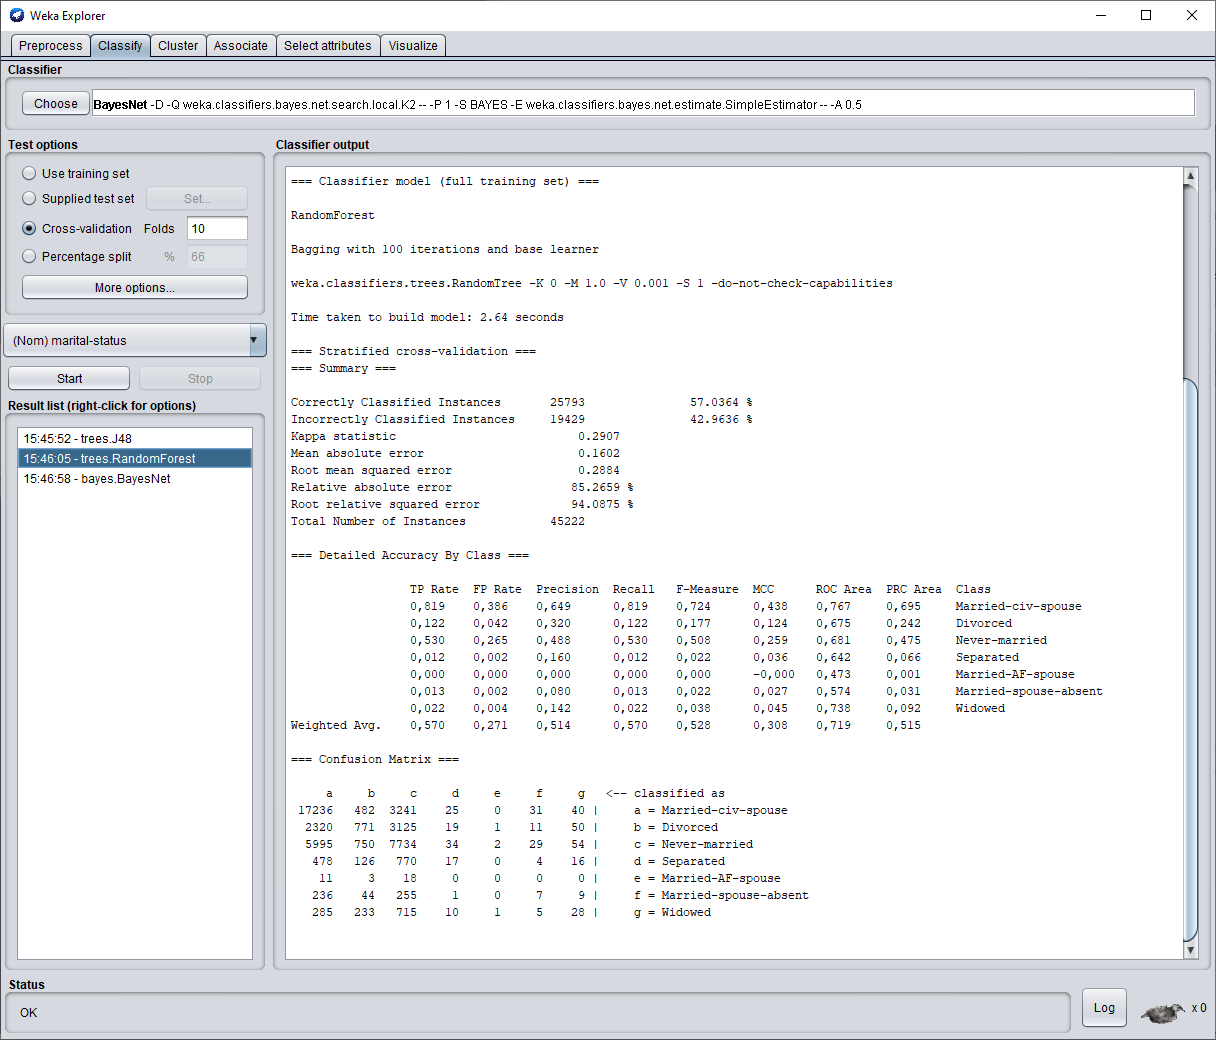 Weka Explorer
Preprocess Classify Cluster Associate Select attributes Visualize
Classifier
Choose BayesNet -D -Q weka.classifiers.bayes.net.search.local.K2 -- -P 1 -S BAYES -E weka.classifiers.bayes.net.estimate.SimpleEstimator -- -A 0.5
Test options
Use training set
Supplied test set Set...
Cross-validation Folds 10
Percentage split % 66
More options...
(Nom) marital-status
Start Stop
Result list (right-click for options)
15:45:52 - trees.J48
15:46:05 - trees.RandomForest
15:46:58 - bayes.BayesNet
Classifier output
=== Classifier model (full training set) ===
RandomForest
Bagging with 100 iterations and base learner
weka.classifiers.trees.RandomTree -K 0 -M 1.0 -V 0.001 -S 1 -do-not-check-capabilities
Time taken to build model: 2.64 seconds
=== Stratified cross-validation ===
=== Summary ===
Correctly Classified Instances 25793 57.0364 %
Incorrectly Classified Instances 19429 42.9636 %
Kappa statistic 0.2907
Mean absolute error 0.1602
Root mean squared error 0.2884
Relative absolute error 85.2659 %
Root relative squared error 94.0875 %
Total Number of Instances 45222
=== Detailed Accuracy By Class ===
TP Rate FP Rate Precision Recall F-Measure MCC ROC Area PRC Area Class
0,819 0,386 0,649 0,819 0,724 0,438 0,767 0,695 Married-civ-spouse
0,122 0,042 0,320 0,122 0,177 0,124 0,675 0,242 Divorced
0,530 0,265 0,488 0,530 0,508 0,259 0,681 0,475 Never-married
0,012 0,002 0,160 0,012 0,022 0,036 0,642 0,066 Separated
0,000 0,000 0,000 0,000 0,000 -0,000 0,473 0,001 Married-AF-spouse
0,013 0,002 0,080 0,013 0,022 0,027 0,574 0,031 Married-spouse-absent
0,022 0,004 0,142 0,022 0,038 0,045 0,738 0,092 Widowed
Weighted Avg. 0,570 0,271 0,514 0,570 0,528 0,308 0,719 0,515
=== Confusion Matrix ===
a b c d e f g <-- classified as
17236 482 3241 25 0 31 40 | a = Married-civ-spouse
2320 771 3125 19 1 11 50 | b = Divorced
5995 750 7734 34 2 29 54 | c = Never-married
478 126 770 17 0 4 16 | d = Separated
11 3 18 0 0 0 0 | e = Married-AF-spouse
236 44 255 1 0 7 9 | f = Married-spouse-absent
285 233 715 10 1 5 28 | g = Widowed
Status
OK
Log
x 0